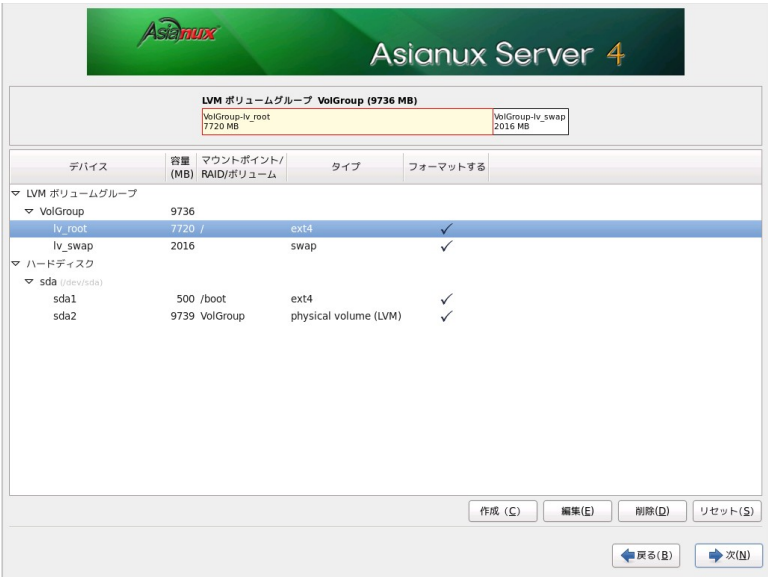 Asianux
Asianux Server 4
LVM ボリュームグループ VolGroup (9736 MB)
VolGroup-lv_root
7720 MB
VolGroup-lv_swap
2016 MB
デバイス
容量
(MB)
マウントポイント/
RAID/ボリューム
タイプ
フォーマットする
LVM ボリュームグループ
VolGroup 9736
lv_root 7720 / ext4 ✓
lv_swap 2016 swap ✓
ハードディスク
sda (/dev/sda)
sda1 500 /boot ext4 ✓
sda2 9739 VolGroup physical volume (LVM) ✓
作成 (C)
編集(E)
削除(D)
リセット(S)
戻る(B)
次(N)